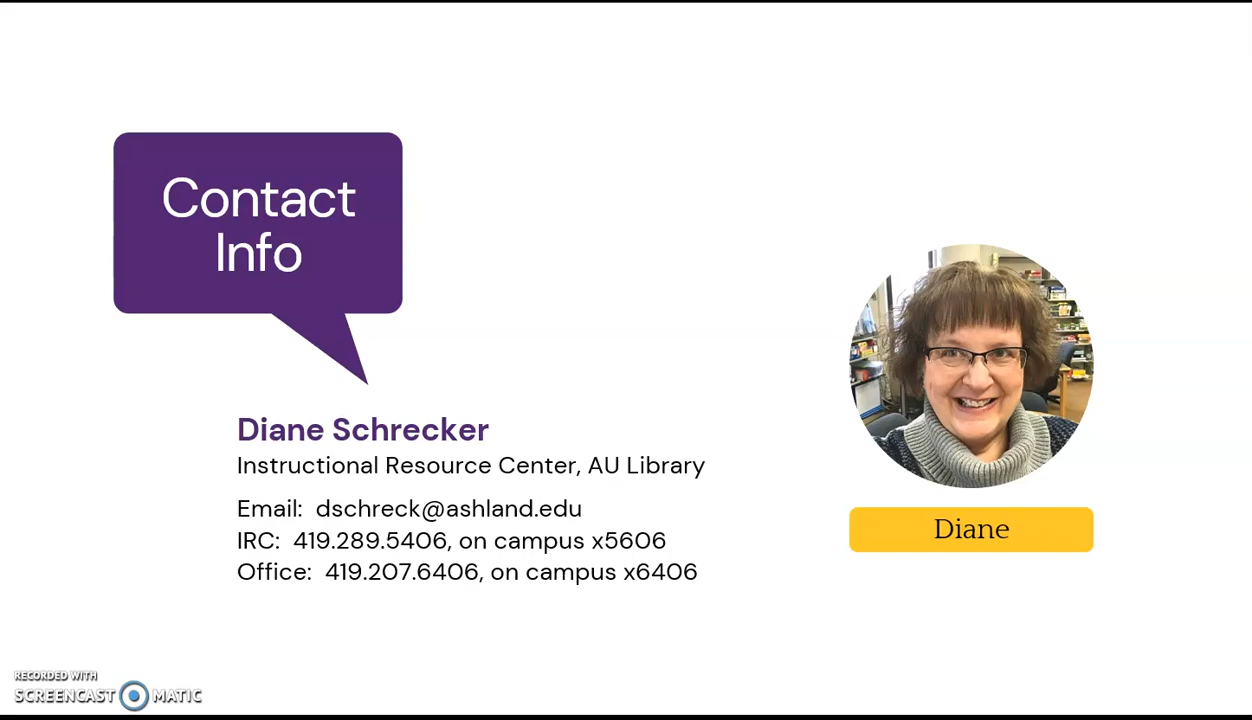 Contact
Info
Diane Schrecker
Instructional Resource Center, AU Library
Email: dschreck@ashland.edu
IRC: 419.289.5406, on campus x5606
Office: 419.207.6406, on campus x6406
Diane
RECORDED WITH
SCREENCAST MATIC